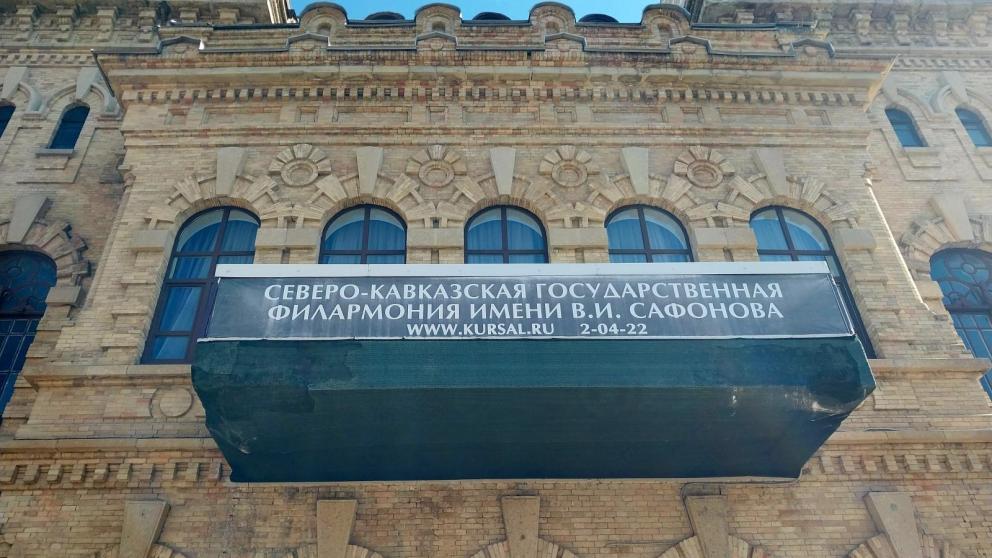 СЕВЕРО-КАВКАЗСКАЯ ГОСУДАРСТВЕННАЯ
ФИЛАРМОНИЯ ИМЕНИ В.И. САФОНОВА
WWW.KURSAL.RU 2-04-22